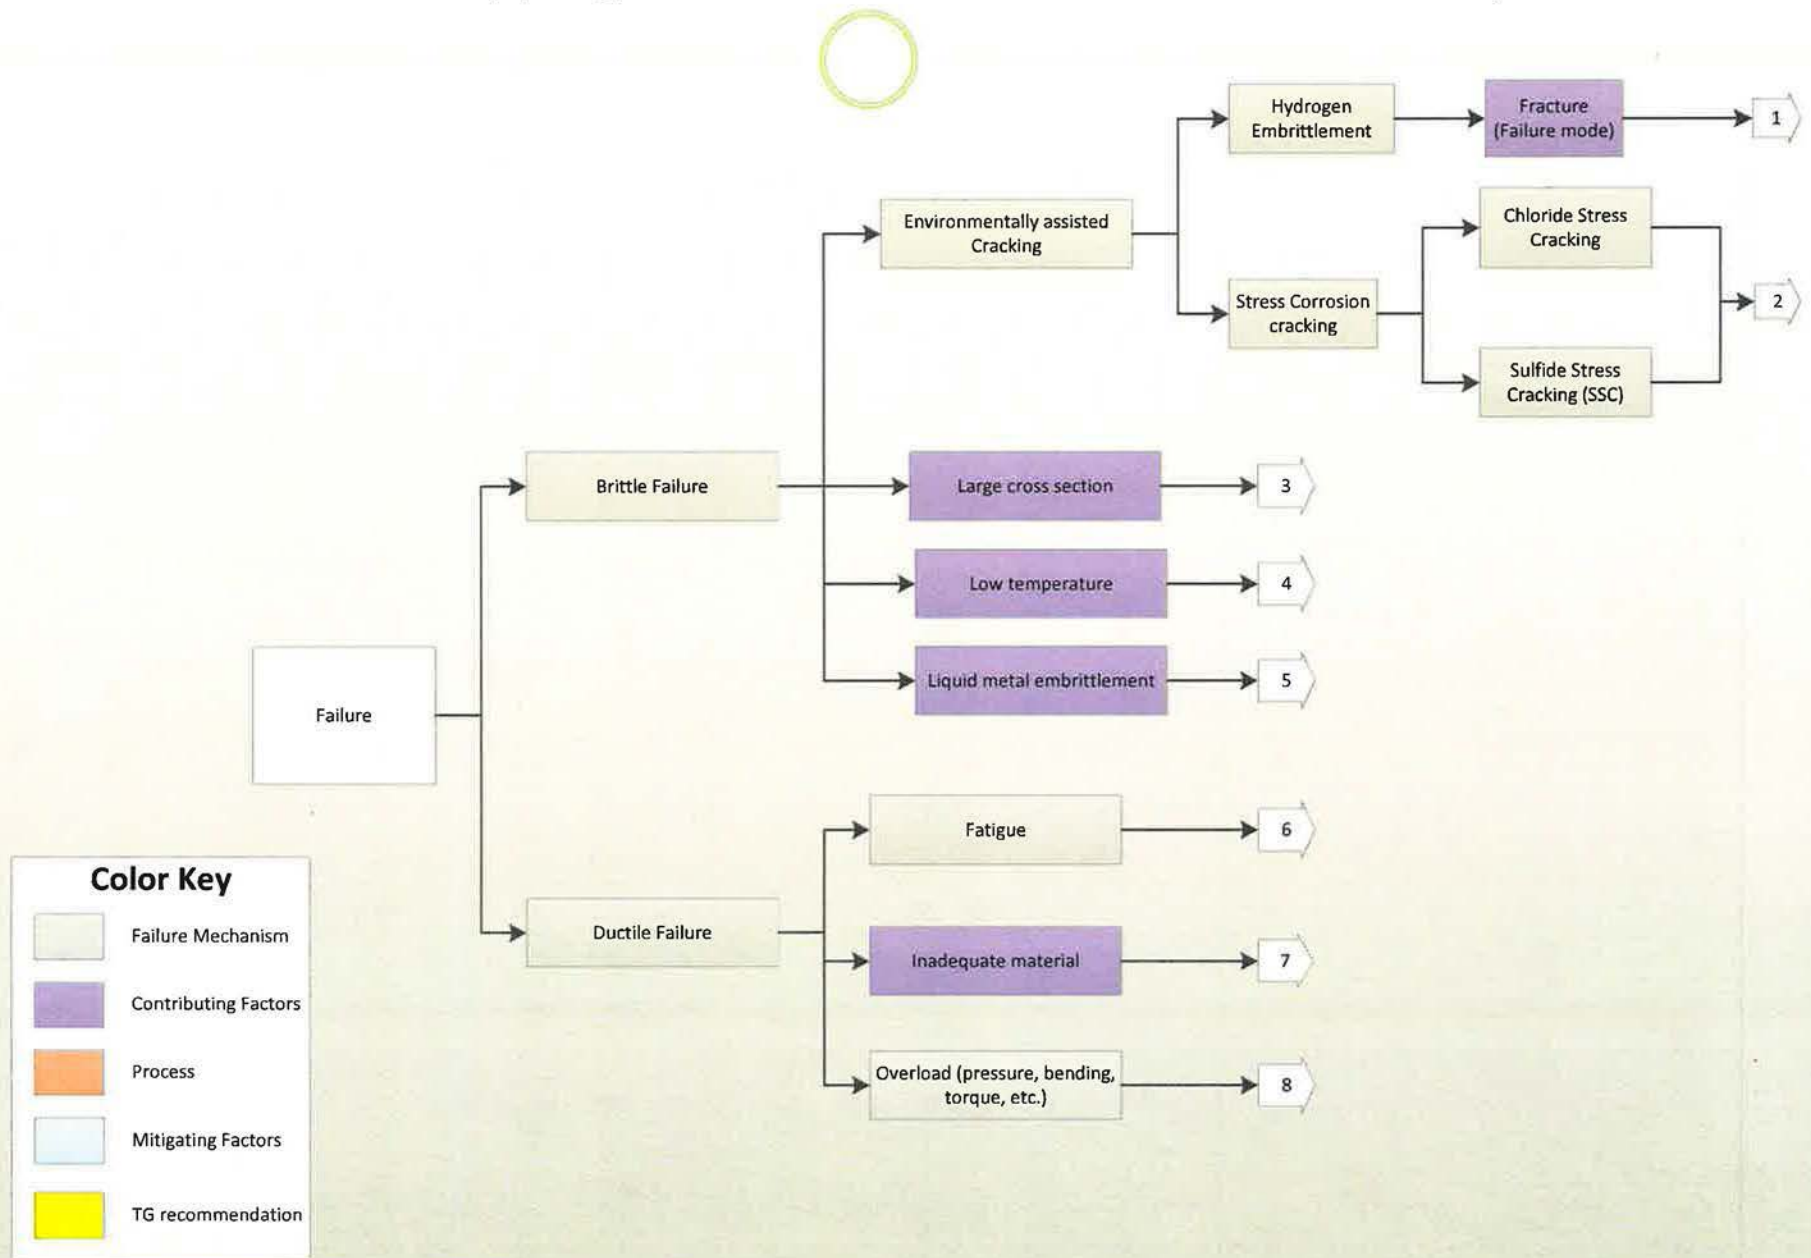 Hydrogen
Embrittlement
Fracture
(Failure mode)
1
Environmentally assisted
Cracking
Chloride Stress
Cracking
Stress Corrosion
cracking
2
Sulfide Stress
Cracking (SSC)
Brittle Failure
Large cross section
3
Low temperature
4
Liquid metal embrittlement
5
Failure
Fatigue
6
Ductile Failure
Inadequate material
7
Overload (pressure, bending,
torque, etc.)
8
Color Key
Failure Mechanism
Contributing Factors
Process
Mitigating Factors
TG recommendation